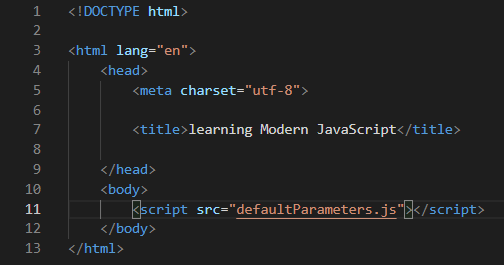 1 <!DOCTYPE html>
2
3 <html lang="en">
4     <head>
5         <meta charset="utf-8">
6
7         <title>learning Modern JavaScript</title>
8
9     </head>
10     <body>
11         <script src="defaultParameters.js"></script>
12     </body>
13 </html>